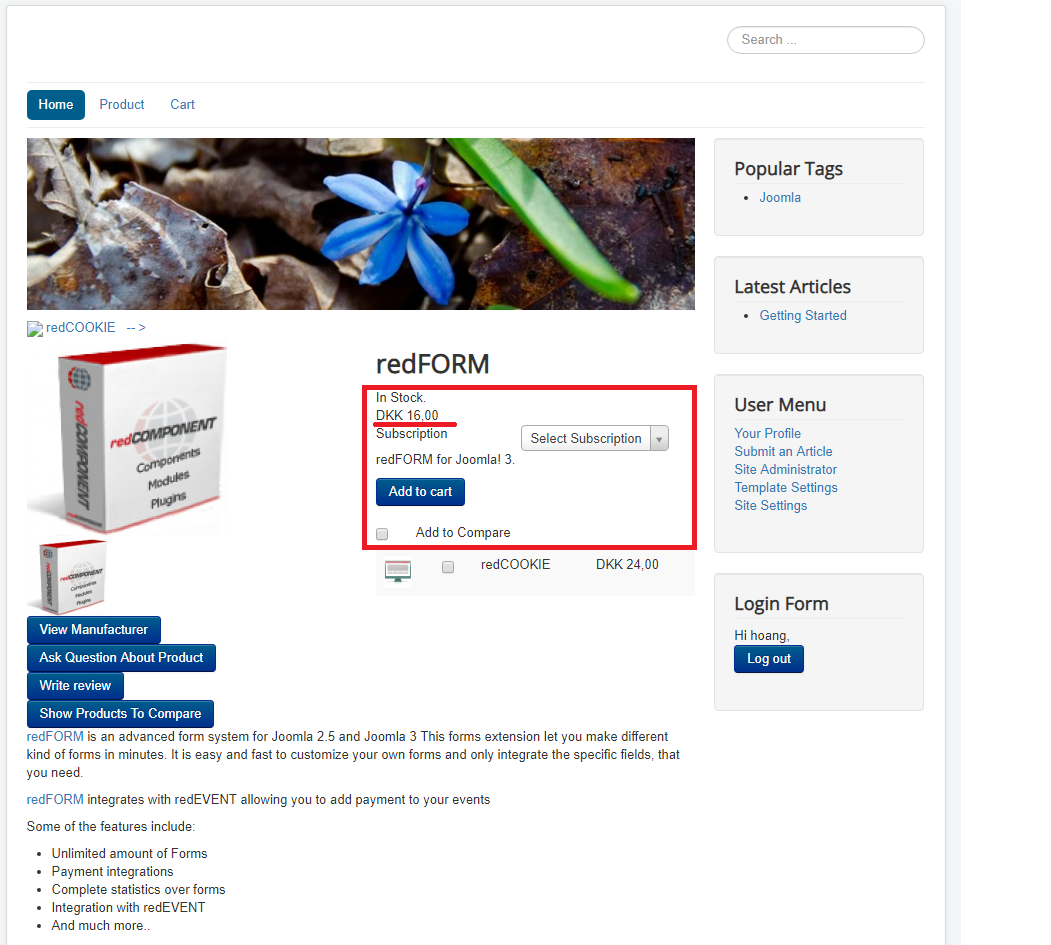 Search ...
Home
Product
Cart
redCOOKIE -- >
redCOMPONENT
redCOMPONENT
Components
Modules
Plugins
redFORM
In Stock.
DKK 16,00
Subscription
Select Subscription
redFORM for Joomla! 3.
Add to cart
Add to Compare
redCOOKIE
DKK 24,00
redCOMPONENT
redCOMPONENT
Components
Modules
Plugins
View Manufacturer
Ask Question About Product
Write review
Show Products To Compare
redFORM is an advanced form system for Joomla 2.5 and Joomla 3 This forms extension let you make different
kind of forms in minutes. It is easy and fast to customize your own forms and only integrate the specific fields, that
you need.
redFORM integrates with redEVENT allowing you to add payment to your events
Some of the features include:
Unlimited amount of Forms
Payment integrations
Complete statistics over forms
Integration with redEVENT
And much more..
Popular Tags
Joomla
Latest Articles
Getting Started
User Menu
Your Profile
Submit an Article
Site Administrator
Template Settings
Site Settings
Login Form
Hi hoang,
Log out